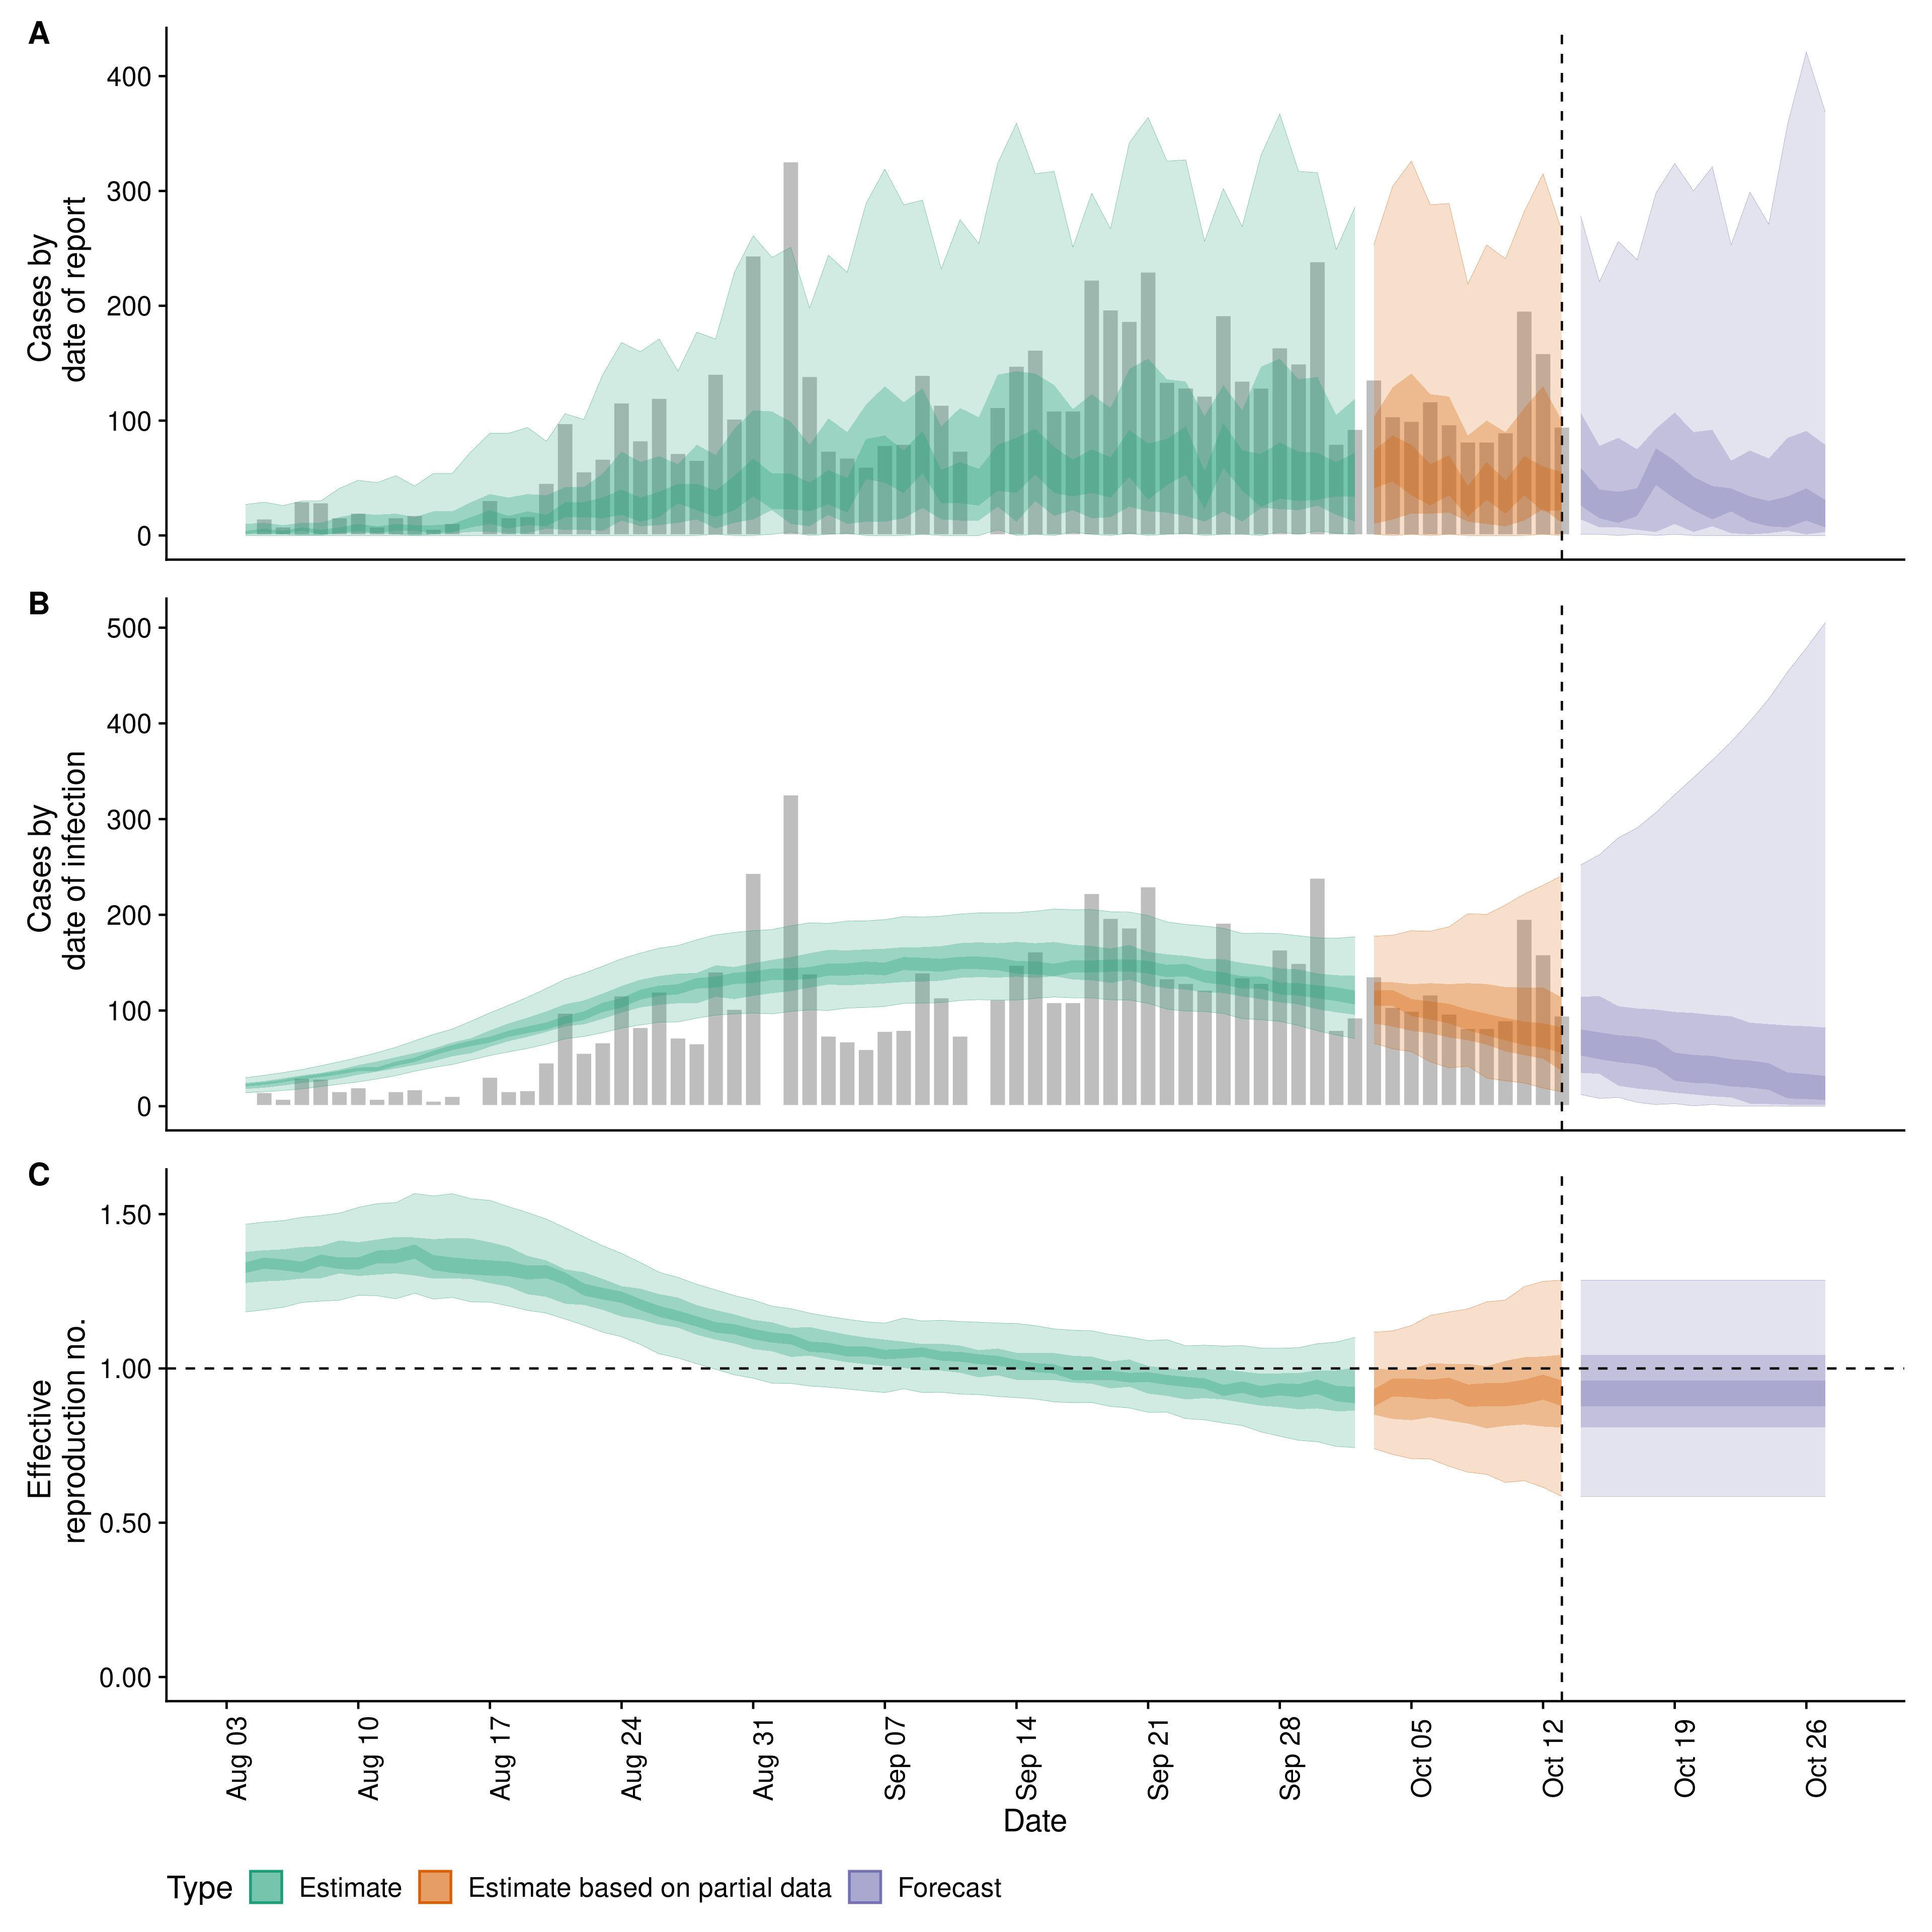 A
Cases by
date of report
400
300
200
100
0
B
Cases by
date of infection
500
400
300
200
100
0
C
Effective
reproduction no.
1.50
1.00
0.50
0.00
Aug 03
Aug 10
Aug 17
Aug 24
Aug 31
Sep 07
Sep 14
Sep 21
Sep 28
Oct 05
Oct 12
Oct 19
Oct 26
Date
Type Estimate Estimate based on partial data Forecast